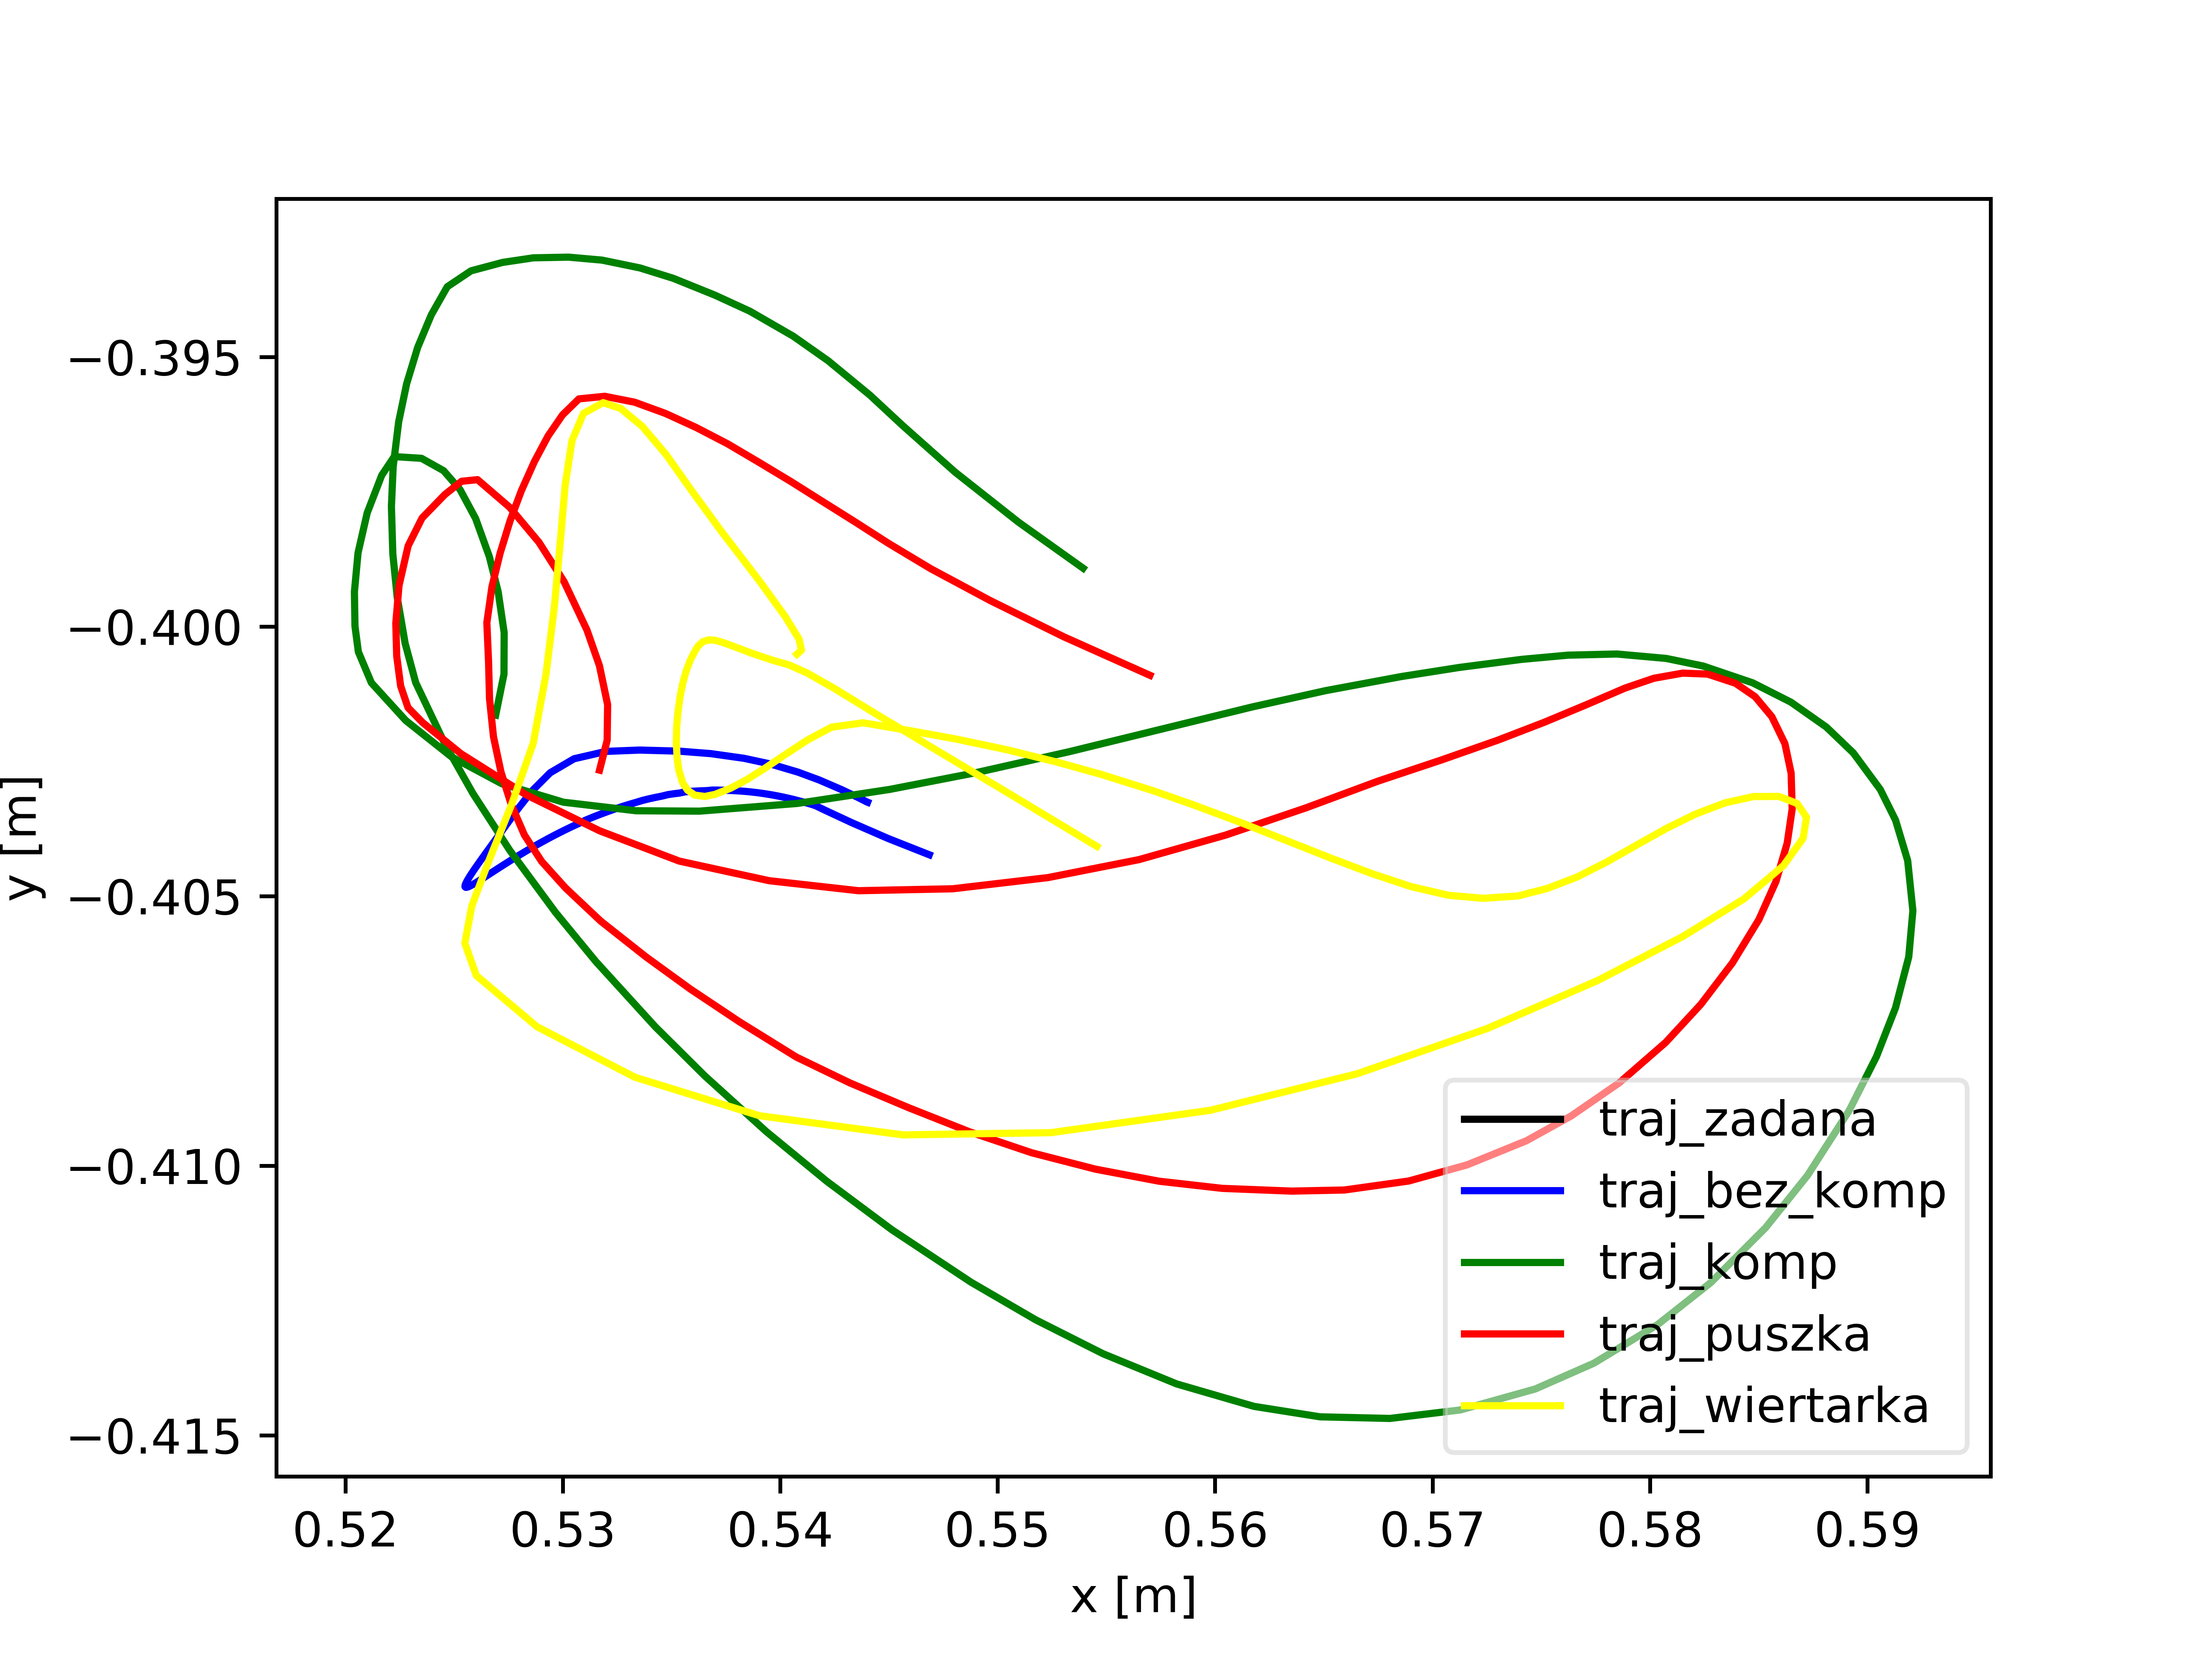 y [m]
−0.395
−0.400
−0.405
−0.410
−0.415
traj_zadana
traj_bez_komp
traj_komp
traj_puszka
traj_wiertarka
0.52 0.53 0.54 0.55 0.56 0.57 0.58 0.59
x [m]